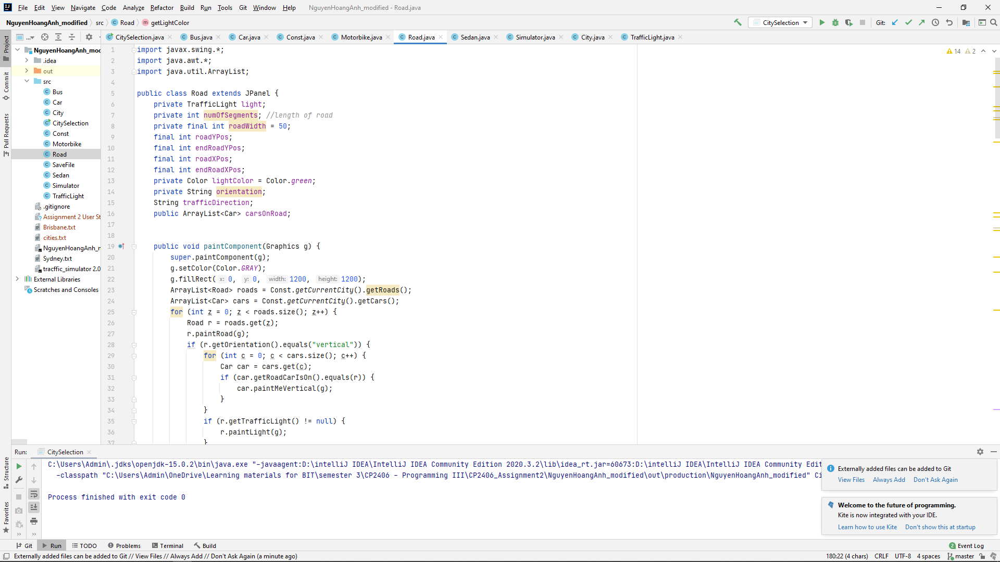 File Edit View Navigate Code Analyze Refactor Build Run Tools Git Window Help NguyenHoangAnh_modified - Road.java
NguyenHoangAnh_modified src Road getLightColor CitySelection Git:
... CitySelection.java Bus.java Car.java Const.java Motorbike.java Road.java Sedan.java Simulator.java City.java TrafficLight.java
Project
Commit
Pull Requests
NguyenHoangAnh_mod
.idea
out
src
Bus
Car
City
CitySelection
Const
Motorbike
Road
SaveFile
Sedan
Simulator
TrafficLight
.gitignore
Assignment 2 User St
Brisbane.txt
cities.txt
NguyenHoangAnh_r
Sydney.txt
tracffic_simulator 2.0
External Libraries
Scratches and Consoles
14 2
1 import javax.swing.*;
2 import java.awt.*;
3 import java.util.ArrayList;
4
5 public class Road extends JPanel {
6 private TrafficLight light;
7 private int numOfSegments; //length of road
8 private final int roadWidth = 50;
9 final int roadYPos;
10 final int endRoadYPos;
11 final int roadXPos;
12 final int endRoadXPos;
13 private Color lightColor = Color.green;
14 private String orientation;
15 String trafficDirection;
16 public ArrayList<Car> carsOnRoad;
17
18
19 public void paintComponent(Graphics g) {
20 super.paintComponent(g);
21 g.setColor(Color.GRAY);
22 g.fillRect( x: 0, y: 0, width: 1200, height: 1200);
23 ArrayList<Road> roads = Const.getCurrentCity().getRoads();
24 ArrayList<Car> cars = Const.getCurrentCity().getCars();
25 for (int z = 0; z < roads.size(); z++) {
26 Road r = roads.get(z);
27 r.paintRoad(g);
28 if (r.getOrientation().equals("vertical")) {
29 for (int c = 0; c < cars.size(); c++) {
30 Car car = cars.get(c);
31 if (car.getRoadCarIsOn().equals(r)) {
32 car.paintMeVertical(g);
33 }
34 }
35 if (r.getTrafficLight() != null) {
36 r.paintLight(g);
37 }
Run: CitySelection
Structure
Favorites
C:\Users\Admin\.jdks\openjdk-15.0.2\bin\java.exe "-javaagent:D:\intelliJ IDEA\IntelliJ IDEA Community Edition 2020.3.2\lib\idea_rt.jar=60673:D:\intelliJ IDEA\IntelliJ IDEA Community Edit
-classpath "C:\Users\Admin\OneDrive\Learning materials for BIT\semester 3\CP2406 - Programming III\CP2406_Assignment2\NguyenHoangAnh_modified\out\production\NguyenHoangAnh_modified" Ci
Process finished with exit code 0
Externally added files can be added to Git
View Files Always Add Don't Ask Again
Welcome to the future of programming.
Kite is now integrated with your IDE.
Learn how to use Kite Don't show this at startup
Git Run TODO Problems Terminal Build 2 Event Log
Externally added files can be added to Git // View Files // Always Add // Don't Ask Again (a minute ago) 180:22 (4 chars) CRLF UTF-8 4 spaces master